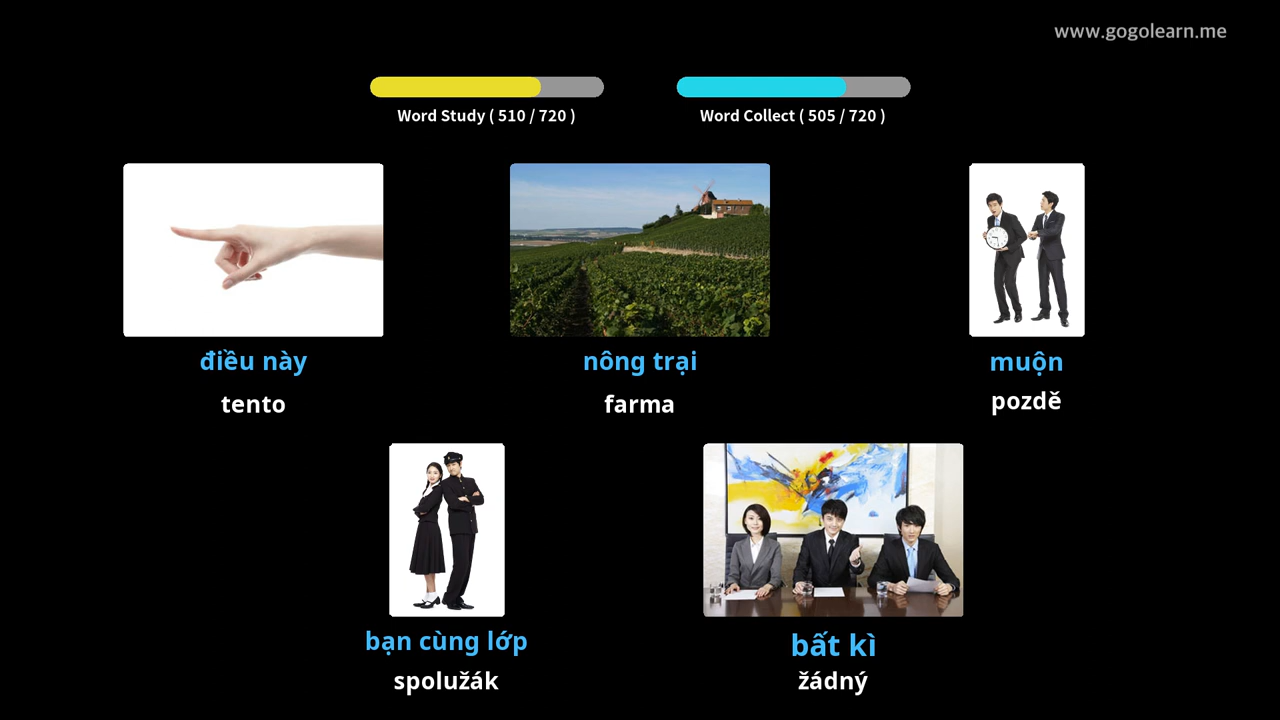 www.gogolearn.me
Word Study ( 510 / 720 )
Word Collect ( 505 / 720 )
điều này
tento
nông trại
farma
muộn
pozdě
bạn cùng lớp
spolužák
bất kì
žádný